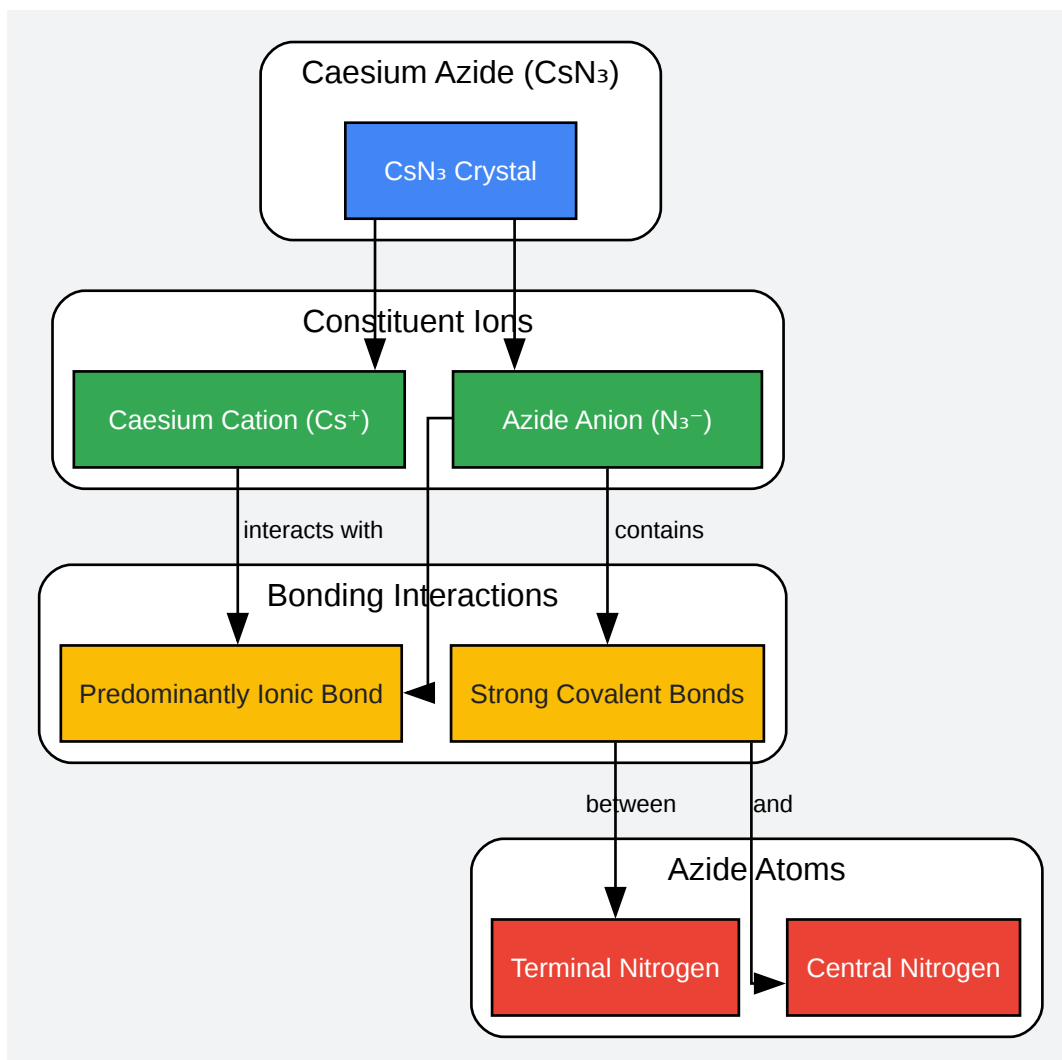 Caesium Azide (CsN₃)
CsN₃ Crystal
Constituent Ions
Caesium Cation (Cs⁺)
Azide Anion (N₃⁻)
interacts with
contains
Bonding Interactions
Predominantly Ionic Bond
Strong Covalent Bonds
between
and
Azide Atoms
Terminal Nitrogen
Central Nitrogen